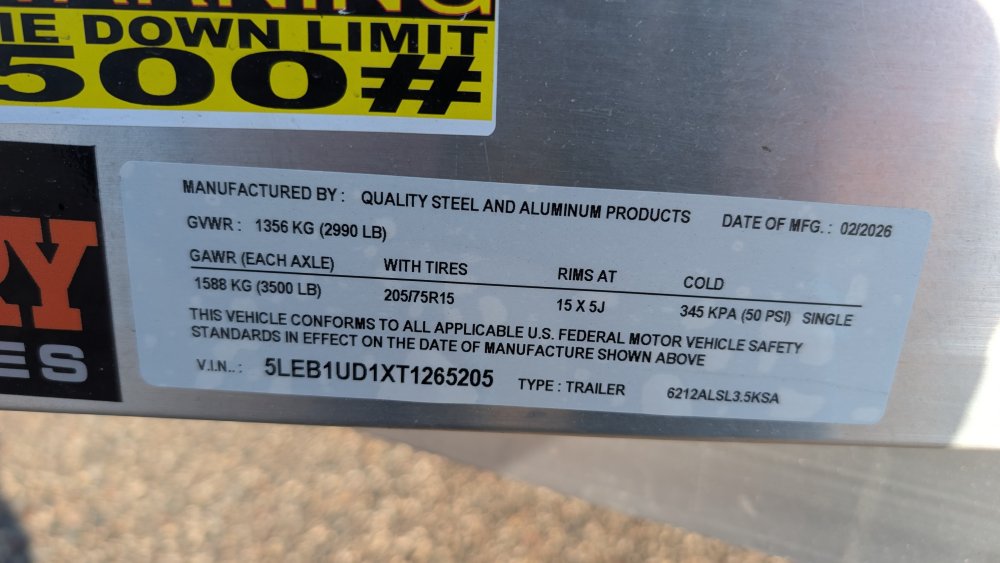 TIE DOWN LIMIT
500#
MANUFACTURED BY : QUALITY STEEL AND ALUMINUM PRODUCTS DATE OF MFG. : 02/2026
GVWR : 1356 KG (2990 LB)
GAWR (EACH AXLE) WITH TIRES RIMS AT COLD
1588 KG (3500 LB) 205/75R15 15 X 5J 345 KPA (50 PSI) SINGLE
THIS VEHICLE CONFORMS TO ALL APPLICABLE U.S. FEDERAL MOTOR VEHICLE SAFETY
STANDARDS IN EFFECT ON THE DATE OF MANUFACTURE SHOWN ABOVE
V.I.N..: 5LEB1UD1XT1265205 TYPE : TRAILER 6212ALSL3.5KSA